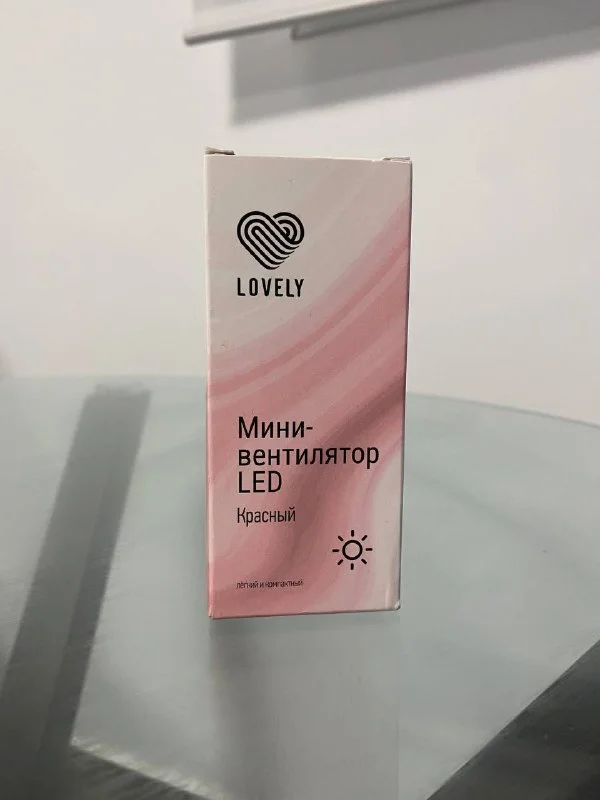 LOVELY
Мини-
вентилятор
LED
Красный
лёгкий и компактный